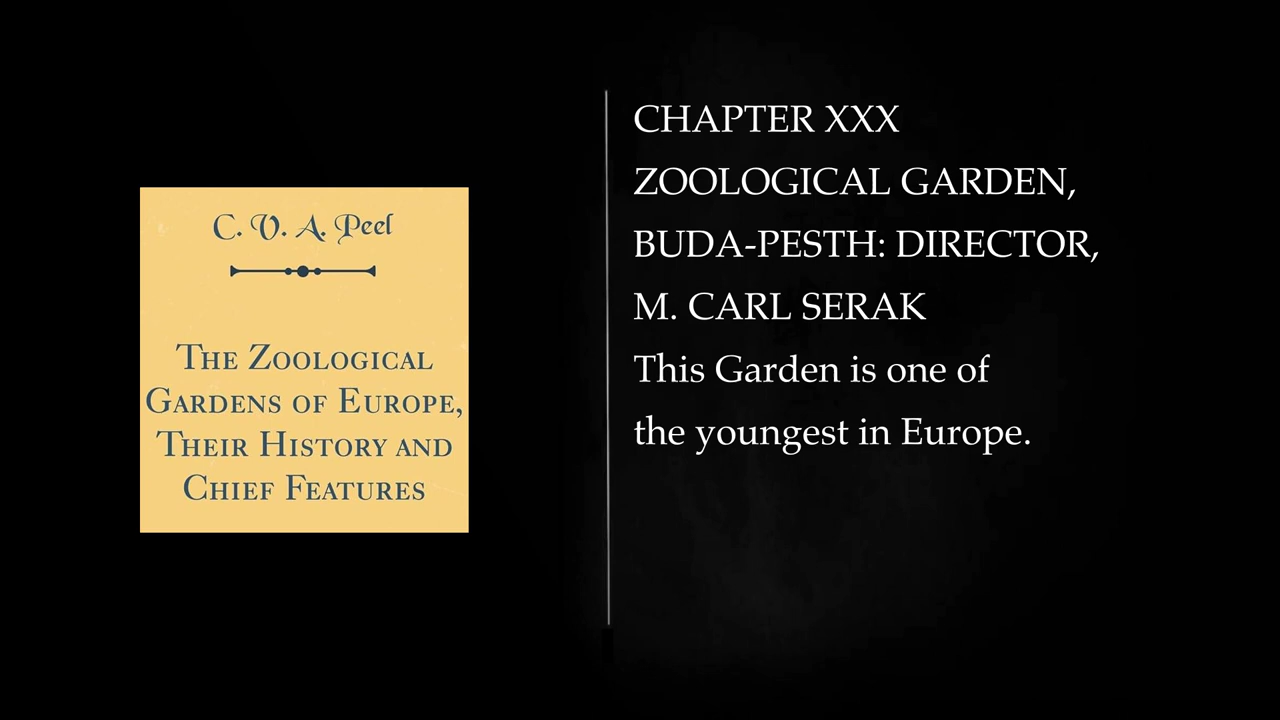 C. V. A. Peel
The Zoological
Gardens of Europe,
Their History and
Chief Features
CHAPTER XXX
ZOOLOGICAL GARDEN,
BUDA-PESTH: DIRECTOR,
M. CARL SERAK
This Garden is one of
the youngest in Europe.